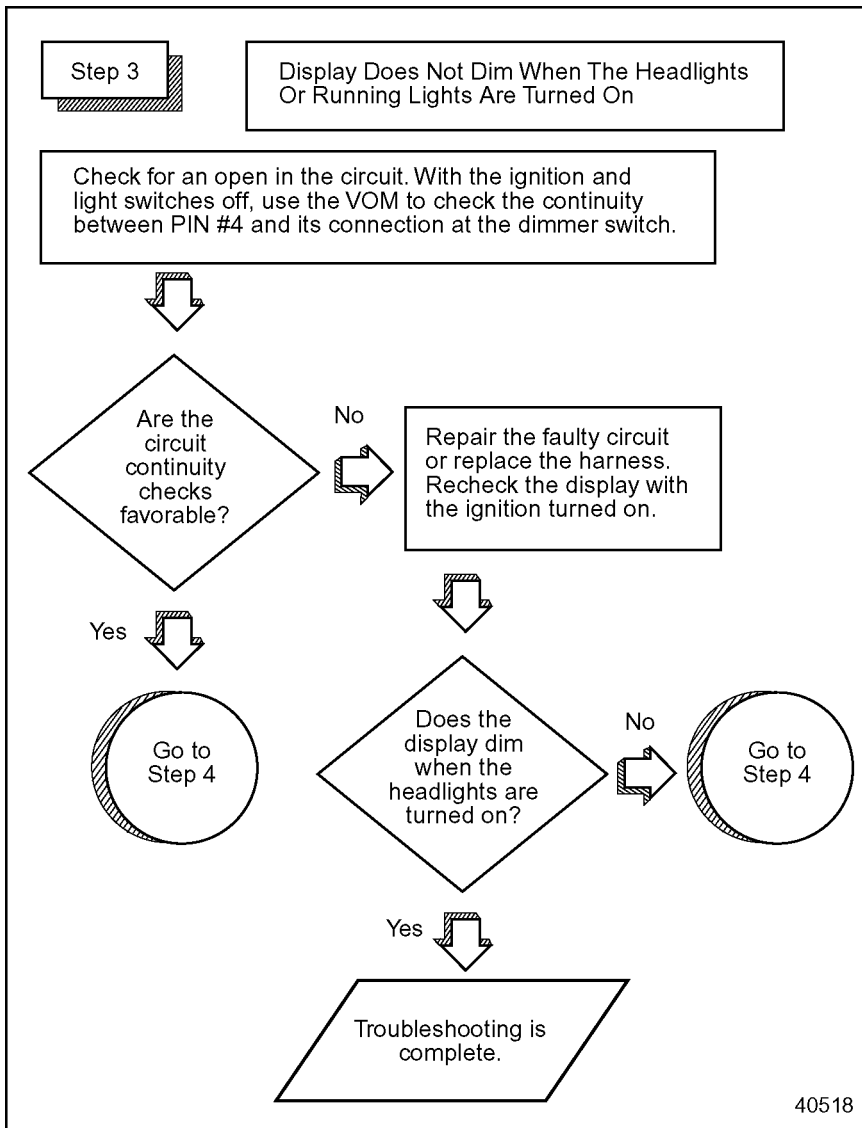 Step 3
Display Does Not Dim When The Headlights
Or Running Lights Are Turned On
Check for an open in the circuit. With the ignition and
light switches off, use the VOM to check the continuity
between PIN #4 and its connection at the dimmer switch.
Are the
circuit
continuity
checks
favorable?
No
Repair the faulty circuit
or replace the harness.
Recheck the display with
the ignition turned on.
Yes
Go to
Step 4
Does the
display dim
when the
headlights are
turned on?
No
Go to
Step 4
Yes
Troubleshooting is
complete.
40518